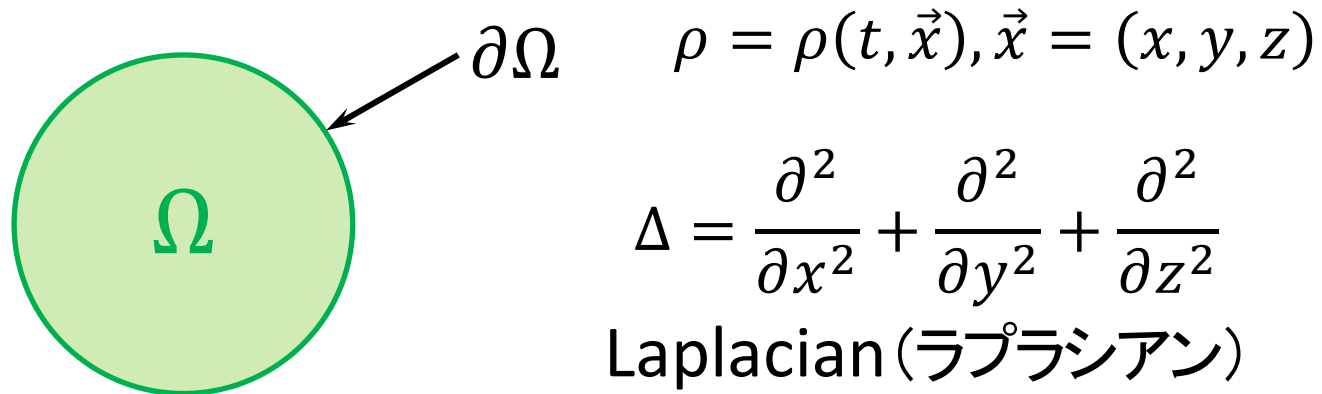 ∂Ω
ρ = ρ(t, x⃗), x⃗ = (x, y, z)
Ω
Δ = ∂²/∂x² + ∂²/∂y² + ∂²/∂z²
Laplacian（ラプラシアン）